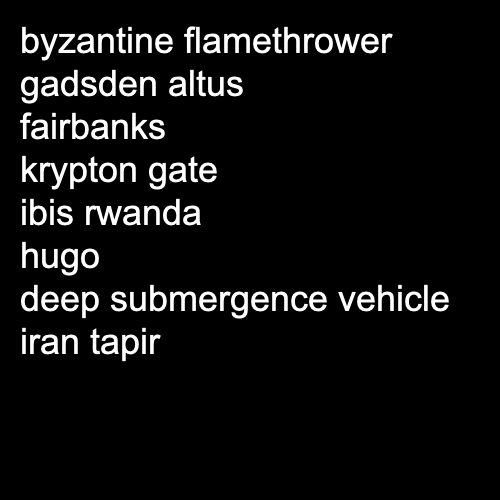 byzantine flamethrower
gadsden altus
fairbanks
krypton gate
ibis rwanda
hugo
deep submergence vehicle
iran tapir